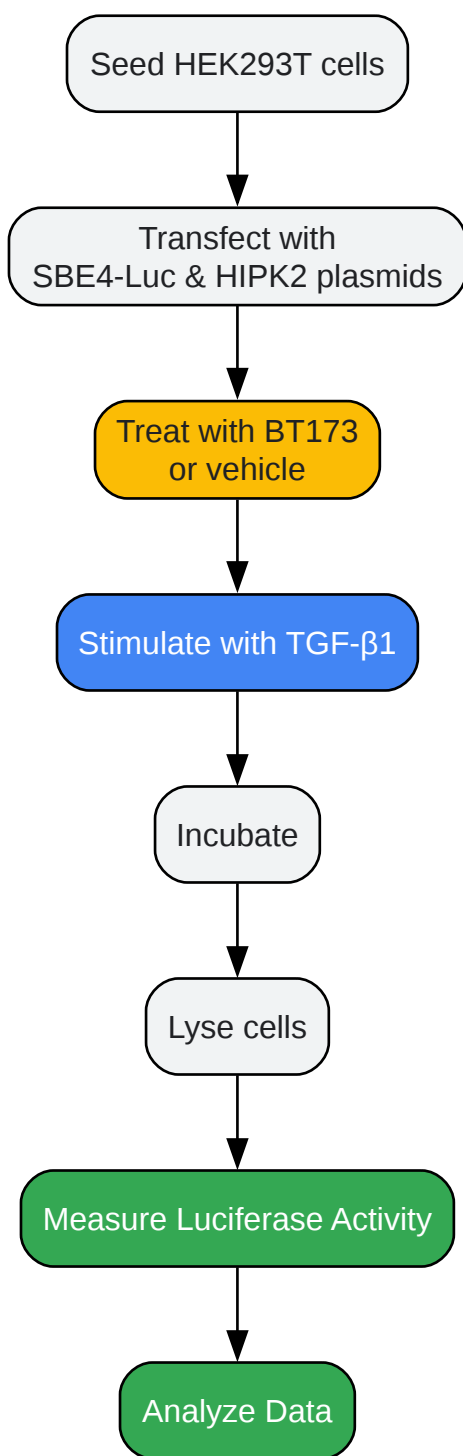 Seed HEK293T cells
Transfect with
SBE4-Luc & HIPK2 plasmids
Treat with BT173
or vehicle
Stimulate with TGF-β1
Incubate
Lyse cells
Measure Luciferase Activity
Analyze Data